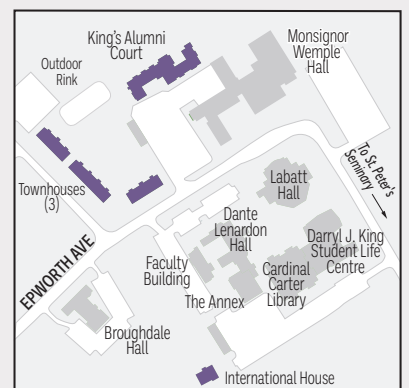 King's Alumni
Court
Monsignor
Wemple
Hall
Outdoor
Rink
To St. Peter's
Seminary
Townhouses
(3)
Labatt
Hall
EPWORTH AVE
Dante
Lenardon
Hall
Darryl J. King
Student Life
Centre
Faculty
Building
Cardinal
Carter
Library
The Annex
Broughdale
Hall
International House